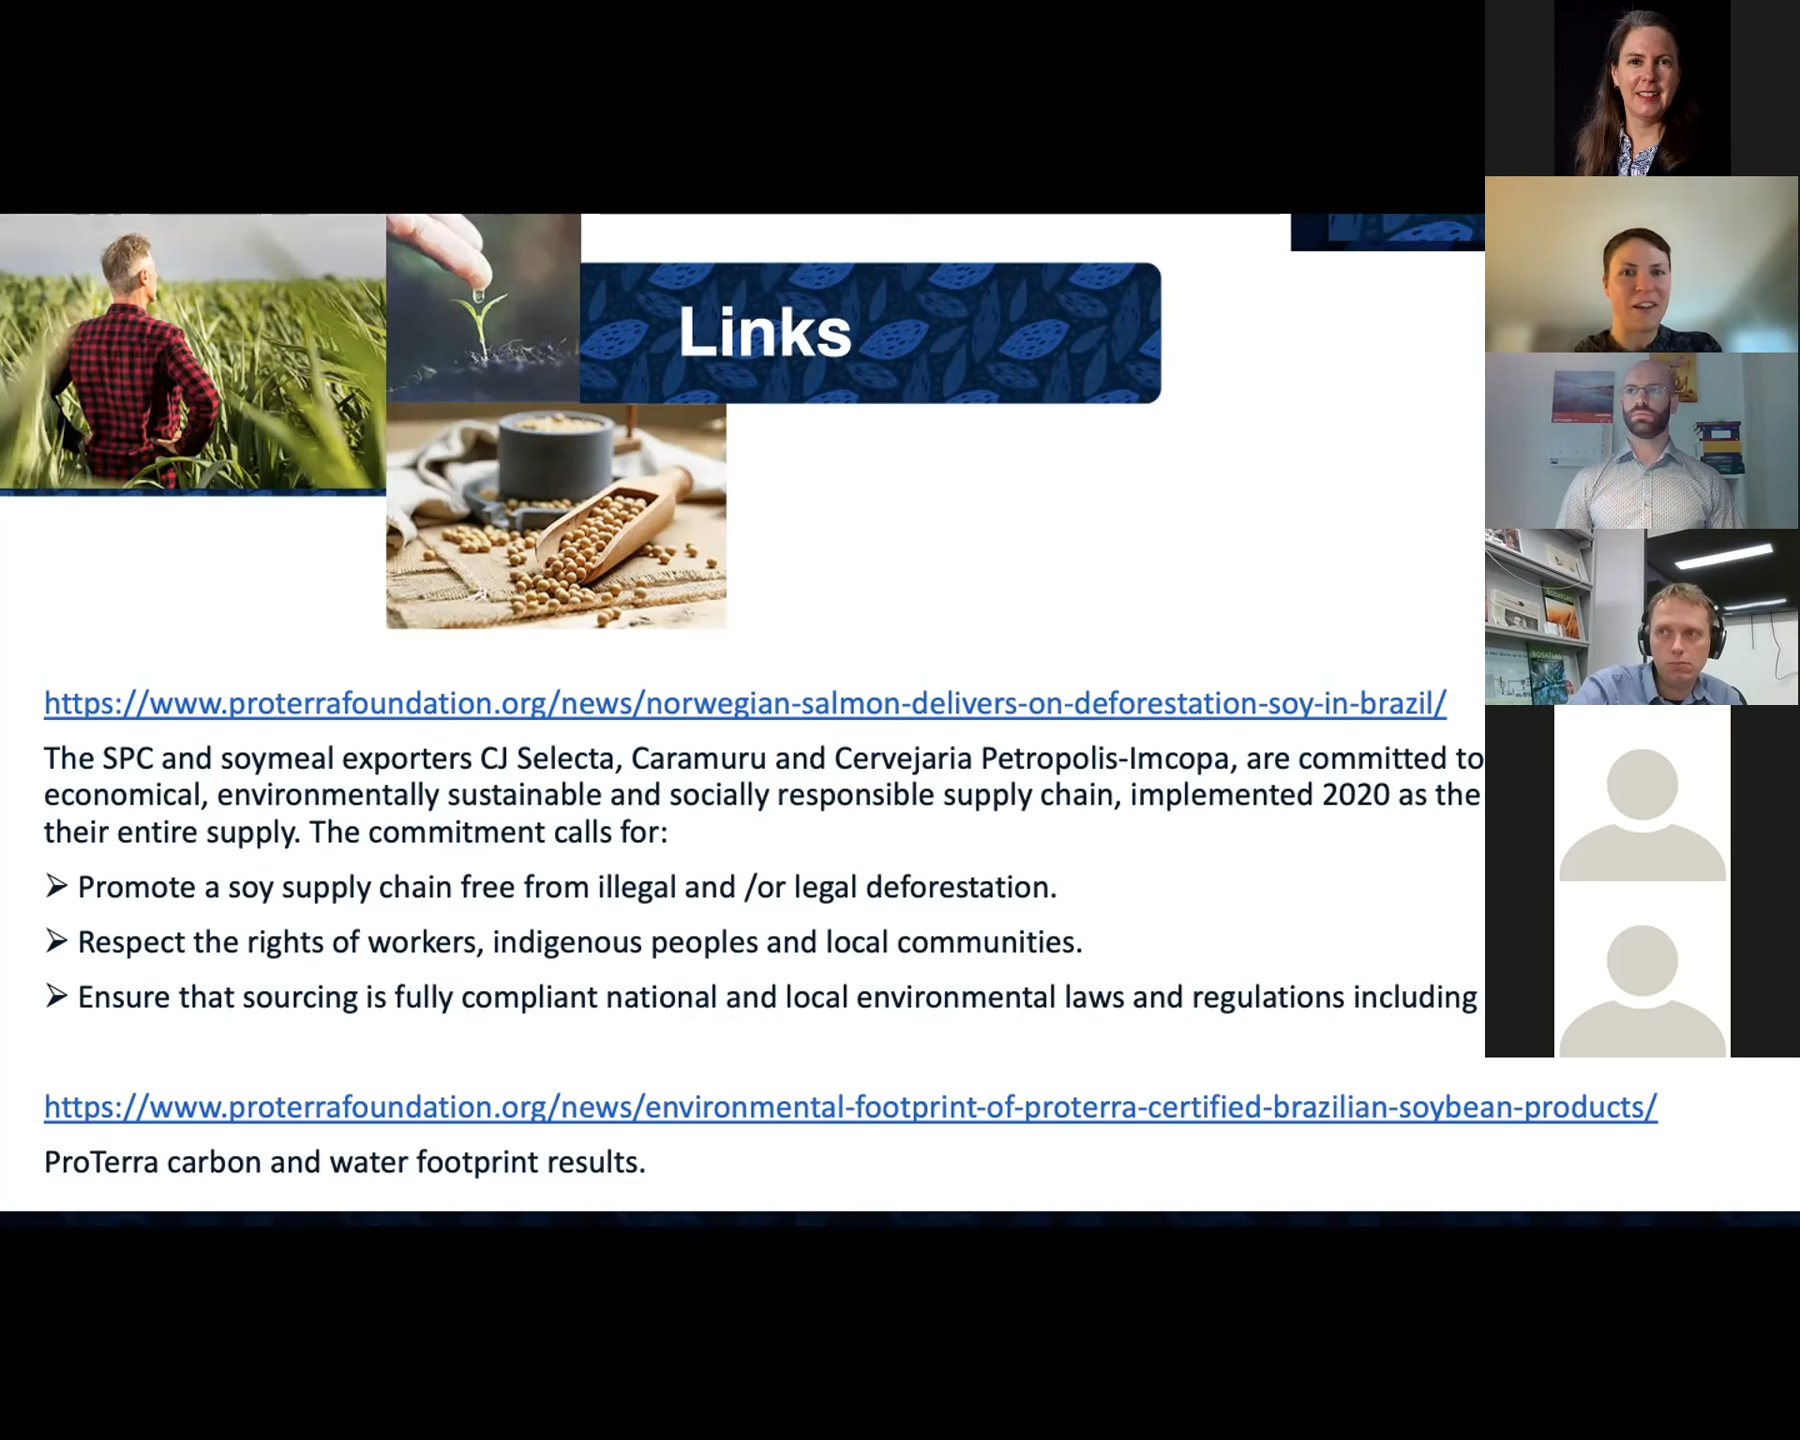 Links
https://www.proterrafoundation.org/news/norwegian-salmon-delivers-on-deforestation-soy-in-brazil/
The SPC and soymeal exporters CJ Selecta, Caramuru and Cervejaria Petropolis-Imcopa, are committed to
economical, environmentally sustainable and socially responsible supply chain, implemented 2020 as the
their entire supply. The commitment calls for:
➢ Promote a soy supply chain free from illegal and /or legal deforestation.
➢ Respect the rights of workers, indigenous peoples and local communities.
➢ Ensure that sourcing is fully compliant national and local environmental laws and regulations including
https://www.proterrafoundation.org/news/environmental-footprint-of-proterra-certified-brazilian-soybean-products/
ProTerra carbon and water footprint results.